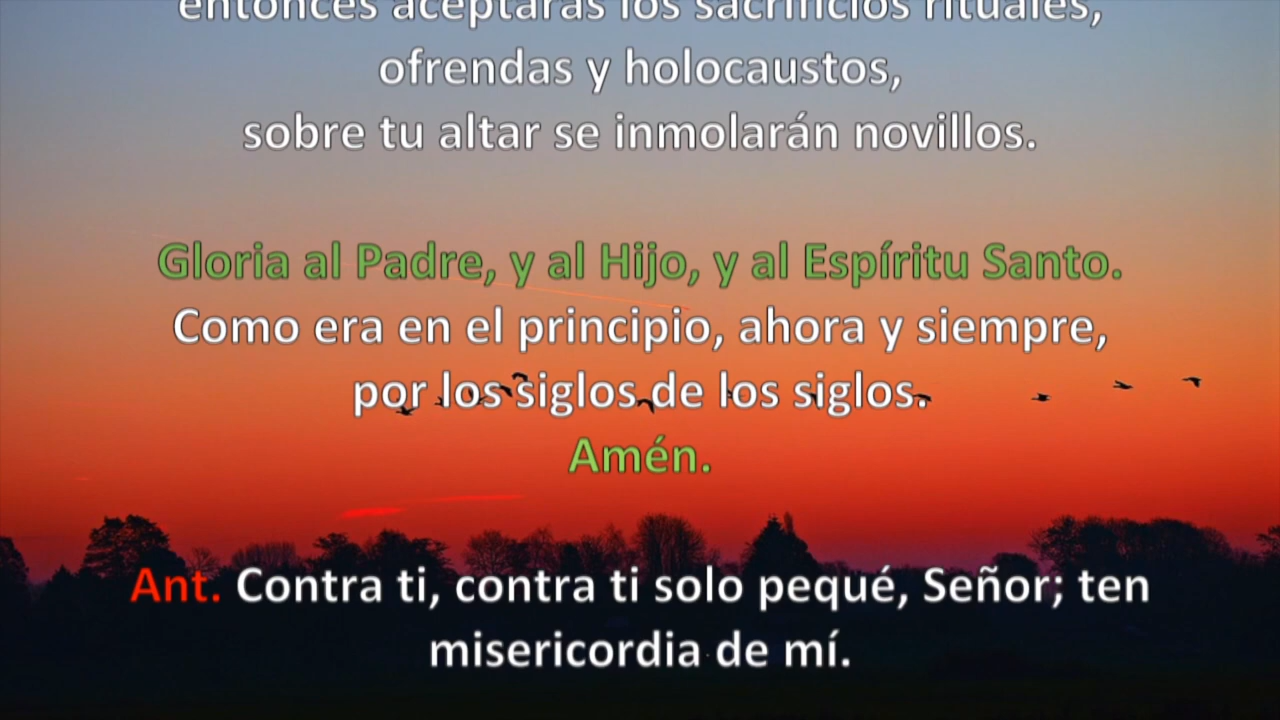 entonces aceptarás los sacrificios rituales,
ofrendas y holocaustos,
sobre tu altar se inmolarán novillos.
Gloria al Padre, y al Hijo, y al Espíritu Santo.
Como era en el principio, ahora y siempre,
por los siglos de los siglos.
Amén.
Ant. Contra ti, contra ti solo pequé, Señor; ten
misericordia de mí.